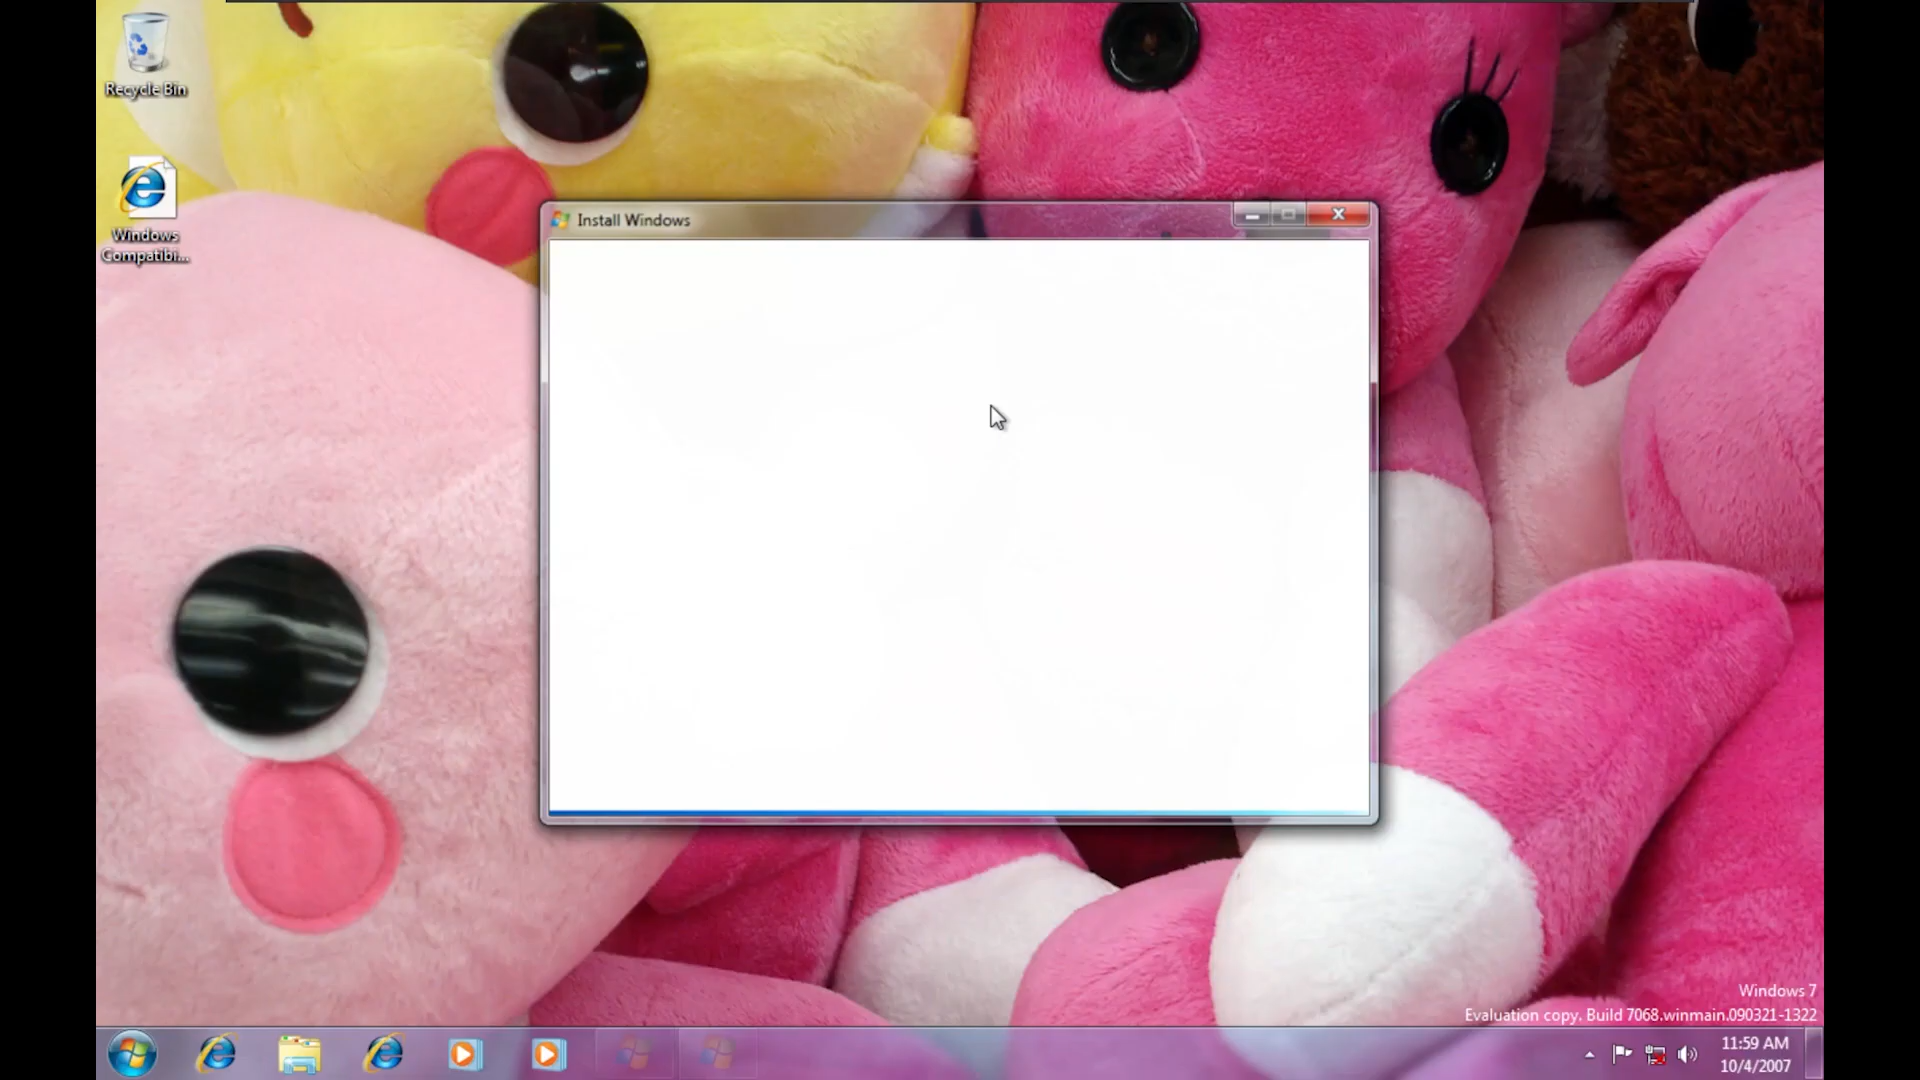 Recycle Bin
Windows
Compatibi...
Install Windows
Windows 7
Evaluation copy. Build 7068.winmain.090321-1322
11:59 AM
10/4/2007